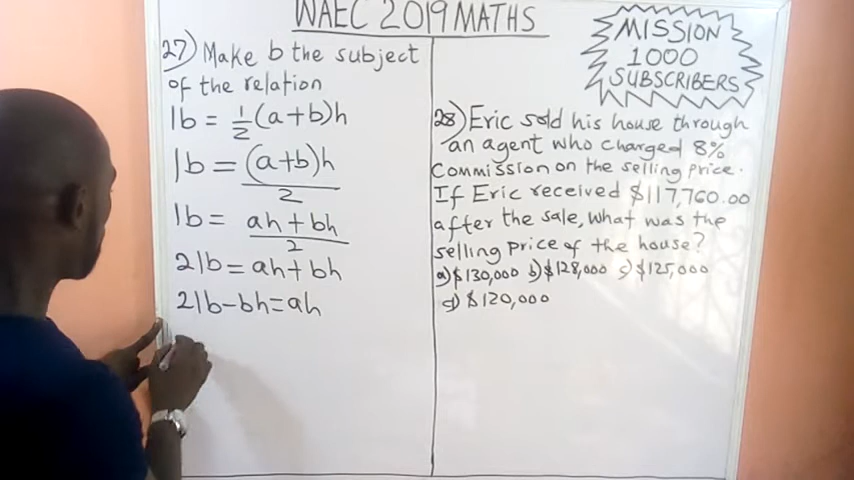 WAEC 2019 MATHS
27) Make b the subject
of the relation
lb = 1/2 (a+b)h
lb = (a+b)h / 2
lb = ah + bh / 2
2lb = ah + bh
2lb - bh = ah
MISSION
1000
SUBSCRIBERS
28) Eric sold his house through
an agent who charged 8%
Commission on the selling price.
If Eric received $117,760.00
after the sale, what was the
selling price of the house?
a) $130,000 b) $128,000 c) $125,000
d) $120,000